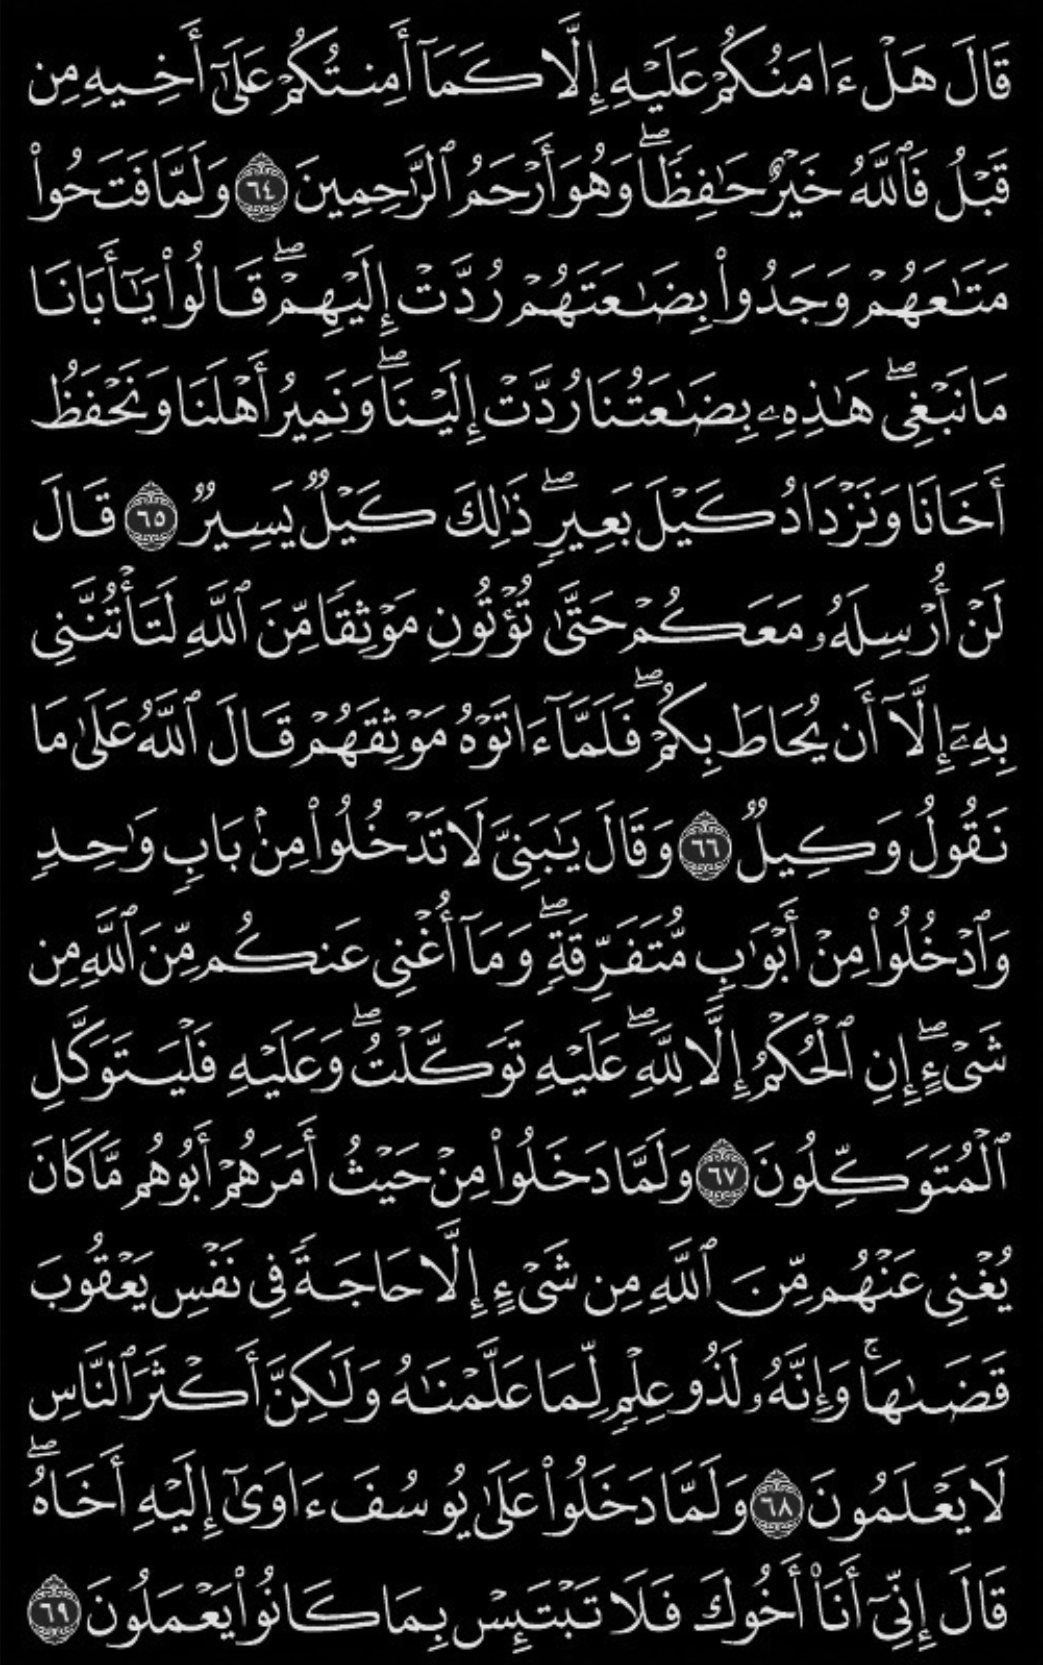 قَالَ هَلْ ءَامَنُكُمْ عَلَيْهِ إِلَّا كَمَآ أَمِنتُكُمْ عَلَىٰٓ أَخِيهِ مِن
قَبْلُ فَٱللَّهُ خَيْرٌ حَـٰفِظًا ۖ وَهُوَ أَرْحَمُ ٱلرَّٰحِمِينَ ٦٤ وَلَمَّا فَتَحُوا۟
مَتَـٰعَهُمْ وَجَدُوا۟ بِضَـٰعَتَهُمْ رُدَّتْ إِلَيْهِمْ ۖ قَالُوا۟ يَـٰٓأَبَانَا
مَا نَبْغِى ۖ هَـٰذِهِۦ بِضَـٰعَتُنَا رُدَّتْ إِلَيْنَا ۖ وَنَمِيرُ أَهْلَنَا وَنَحْفَظُ
أَخَانَا وَنَزْدَادُ كَيْلَ بَعِيرٍ ۖ ذَٰلِكَ كَيْلٌ يَسِيرٌ ٦٥ قَالَ
لَنْ أُرْسِلَهُۥ مَعَكُمْ حَتَّىٰ تُؤْتُونِ مَوْثِقًا مِّنَ ٱللَّهِ لَتَأْتُنَّنِى
بِهِۦٓ إِلَّآ أَن يُحَاطَ بِكُمْ ۖ فَلَمَّآ ءَاتَوْهُ مَوْثِقَهُمْ قَالَ ٱللَّهُ عَلَىٰ مَا
نَقُولُ وَكِيلٌ ٦٦ وَقَالَ يَـٰبَنِىَّ لَا تَدْخُلُوا۟ مِنۢ بَابٍ وَٰحِدٍ
وَٱدْخُلُوا۟ مِنْ أَبْوَٰبٍ مُّتَفَرِّقَةٍ ۖ وَمَآ أُغْنِى عَنكُم مِّنَ ٱللَّهِ مِن
شَىْءٍ ۖ إِنِ ٱلْحُكْمُ إِلَّا لِلَّهِ ۖ عَلَيْهِ تَوَكَّلْتُ ۖ وَعَلَيْهِ فَلْيَتَوَكَّلِ
ٱلْمُتَوَكِّلُونَ ٦٧ وَلَمَّا دَخَلُوا۟ مِنْ حَيْثُ أَمَرَهُمْ أَبُوهُم مَّا كَانَ
يُغْنِى عَنْهُم مِّنَ ٱللَّهِ مِن شَىْءٍ إِلَّا حَاجَةً فِى نَفْسِ يَعْقُوبَ
قَضَىٰهَا ۚ وَإِنَّهُۥ لَذُو عِلْمٍ لِّمَا عَلَّمْنَـٰهُ وَلَـٰكِنَّ أَكْثَرَ ٱلنَّاسِ
لَا يَعْلَمُونَ ٦٨ وَلَمَّا دَخَلُوا۟ عَلَىٰ يُوسُفَ ءَاوَىٰٓ إِلَيْهِ أَخَاهُ ۖ
قَالَ إِنِّىٓ أَنَا۠ أَخُوكَ فَلَا تَبْتَئِسْ بِمَا كَانُوا۟ يَعْمَلُونَ ٦٩